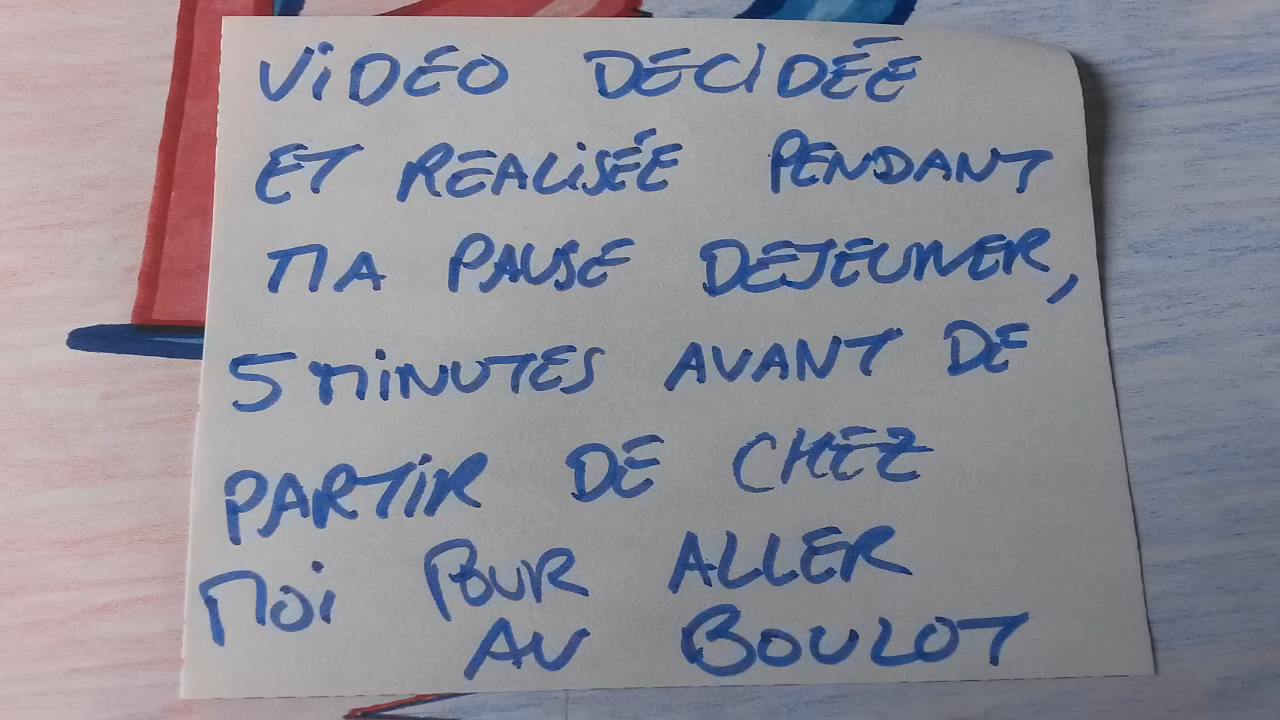 ViDÉO DECIDÉE
ET REALiSÉE PENDANT
MA PAUSE DEJEUNER,
5 MiNUTES AVANT DE
PARTiR DE CHEZ
MOi POUR ALLER
AU BOULOT